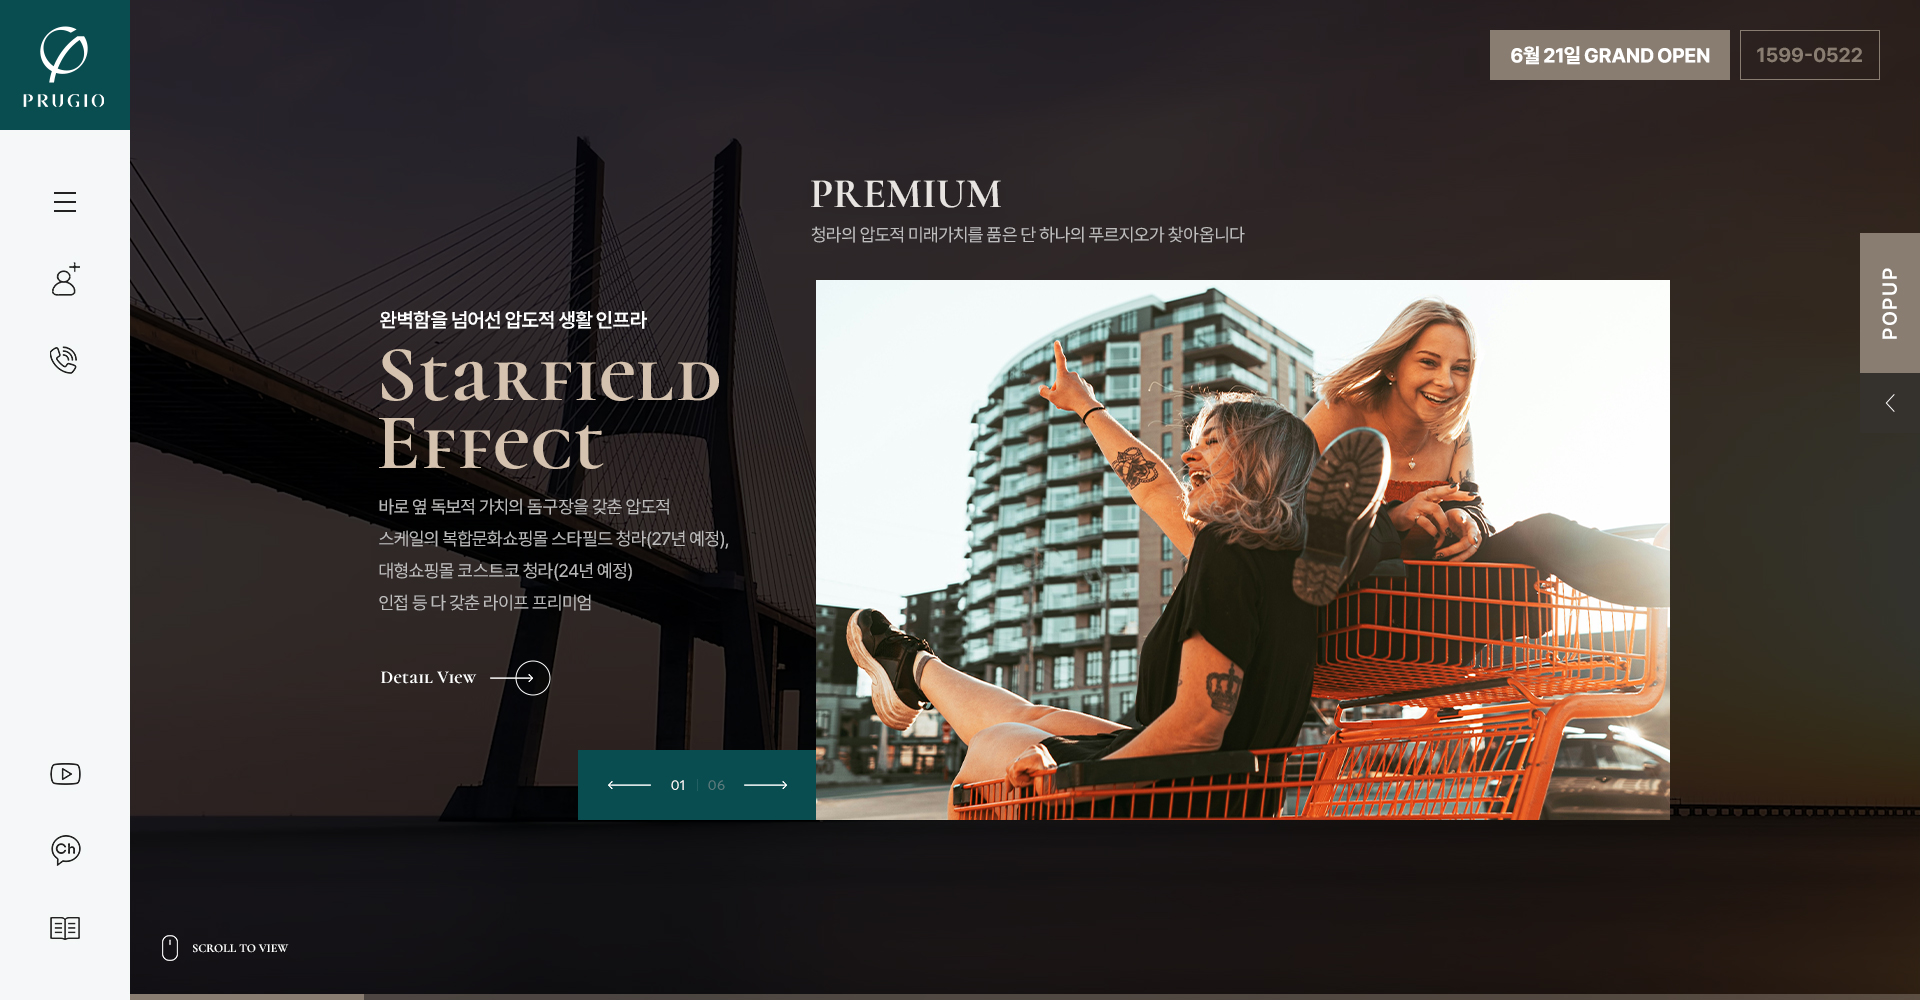 PRUGIO
6월 21일 GRAND OPEN
1599-0522
PREMIUM
청라의 압도적 미래가치를 품은 단 하나의 푸르지오가 찾아옵니다
POPUP
완벽함을 넘어선 압도적 생활 인프라
Starfield
Effect
바로 옆 독보적 가치의 돔구장을 갖춘 압도적
스케일의 복합문화쇼핑몰 스타필드 청라(27년 예정),
대형쇼핑몰 코스트코 청라(24년 예정)
인접 등 다 갖춘 라이프 프리미엄
Detail View
01 | 06
Ch
SCROLL TO VIEW